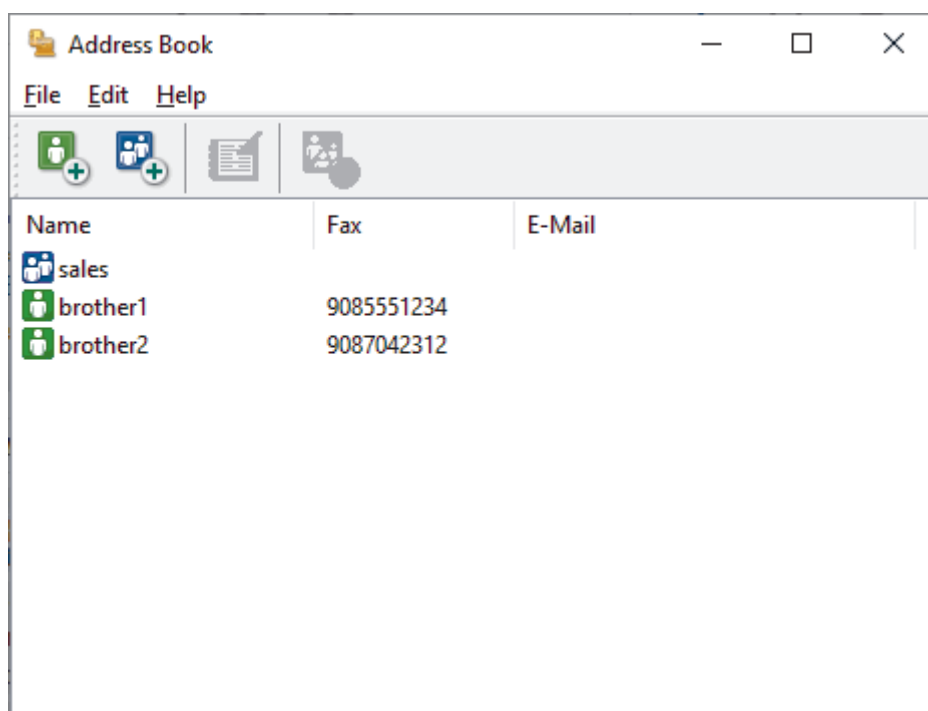 Address Book
File Edit Help
Name Fax E-Mail
sales
brother1 9085551234
brother2 9087042312